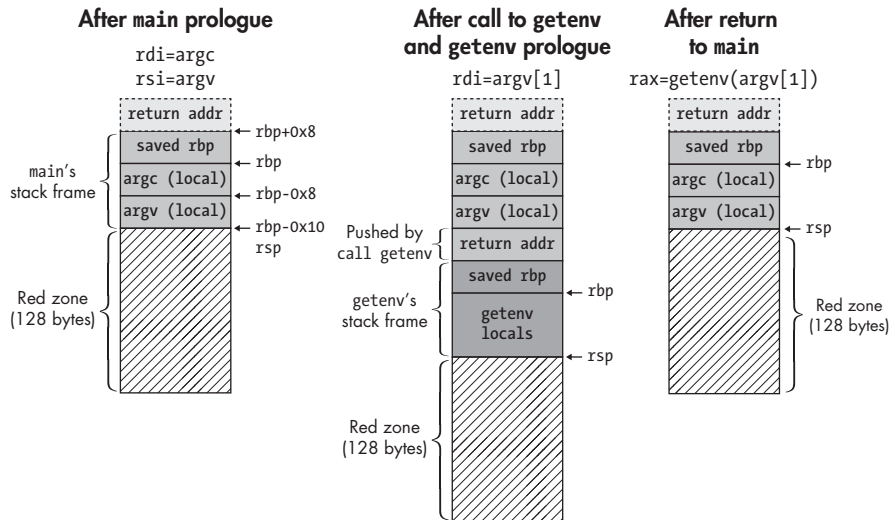 After main prologue
rdi=argc
rsi=argv
return addr
rbp+0x8
saved rbp
rbp
argc (local)
rbp-0x8
argv (local)
rbp-0x10
rsp
main's
stack frame
Red zone
(128 bytes)
After call to getenv
and getenv prologue
rdi=argv[1]
return addr
saved rbp
argc (local)
argv (local)
Pushed by
call getenv
return addr
saved rbp
rbp
getenv's
stack frame
getenv
locals
rsp
Red zone
(128 bytes)
After return
to main
rax=getenv(argv[1])
return addr
saved rbp
rbp
argc (local)
argv (local)
rsp
Red zone
(128 bytes)